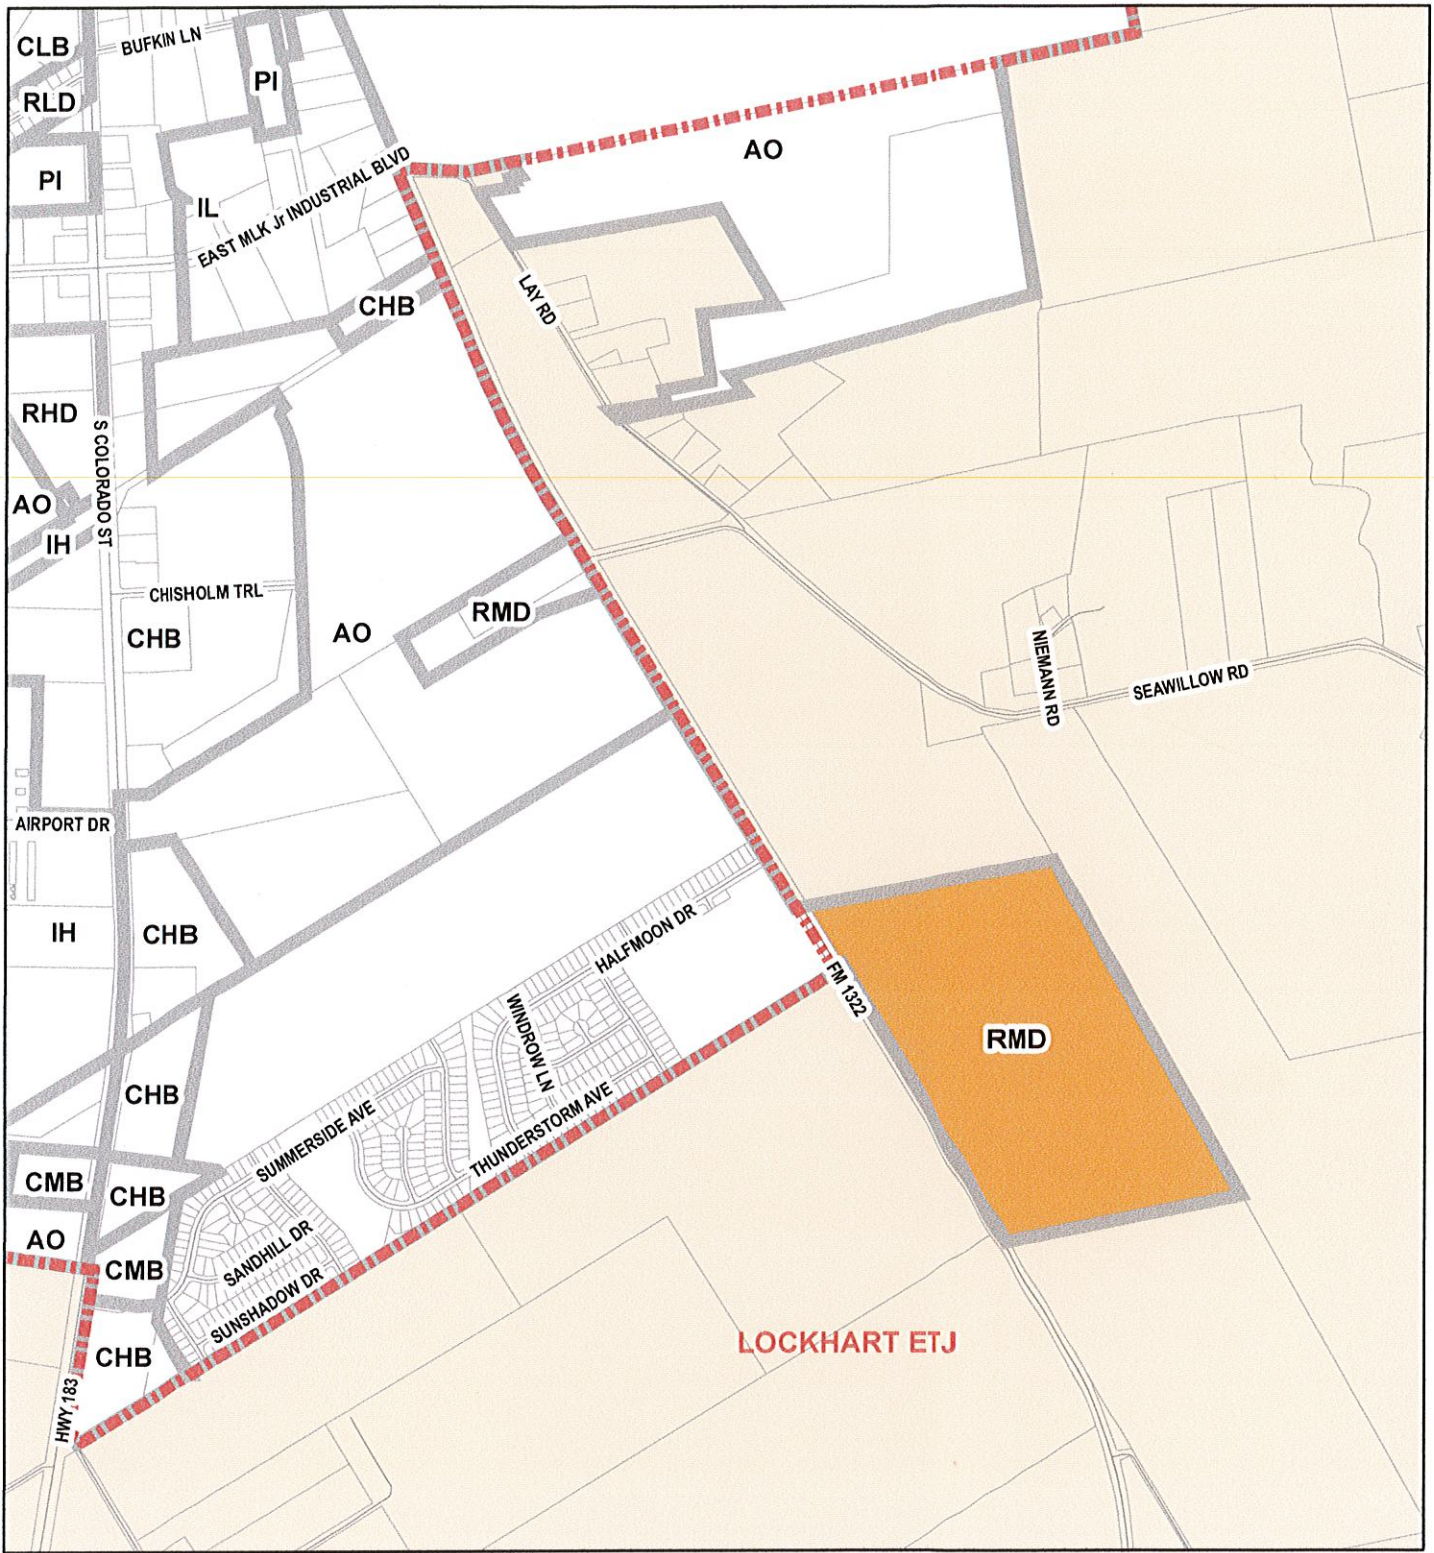 CLB
BUFKIN LN
PI
RLD
PI
AO
IL
EAST MLK Jr INDUSTRIAL BLVD
CHB
LAY RD
RHD
S COLORADO ST
AO
IH
CHISHOLM TRL
RMD
AO
CHB
NIEMANN RD
SEAWILLOW RD
AIRPORT DR
IH
CHB
HALFMOON DR
FM 1322
WINDROW LN
RMD
CHB
SUMMERSIDE AVE
THUNDERSTORM AVE
CMB
CHB
AO
SANDHILL DR
CMB
SUNSHADOW DR
LOCKHART ETJ
CHB
HWY 183